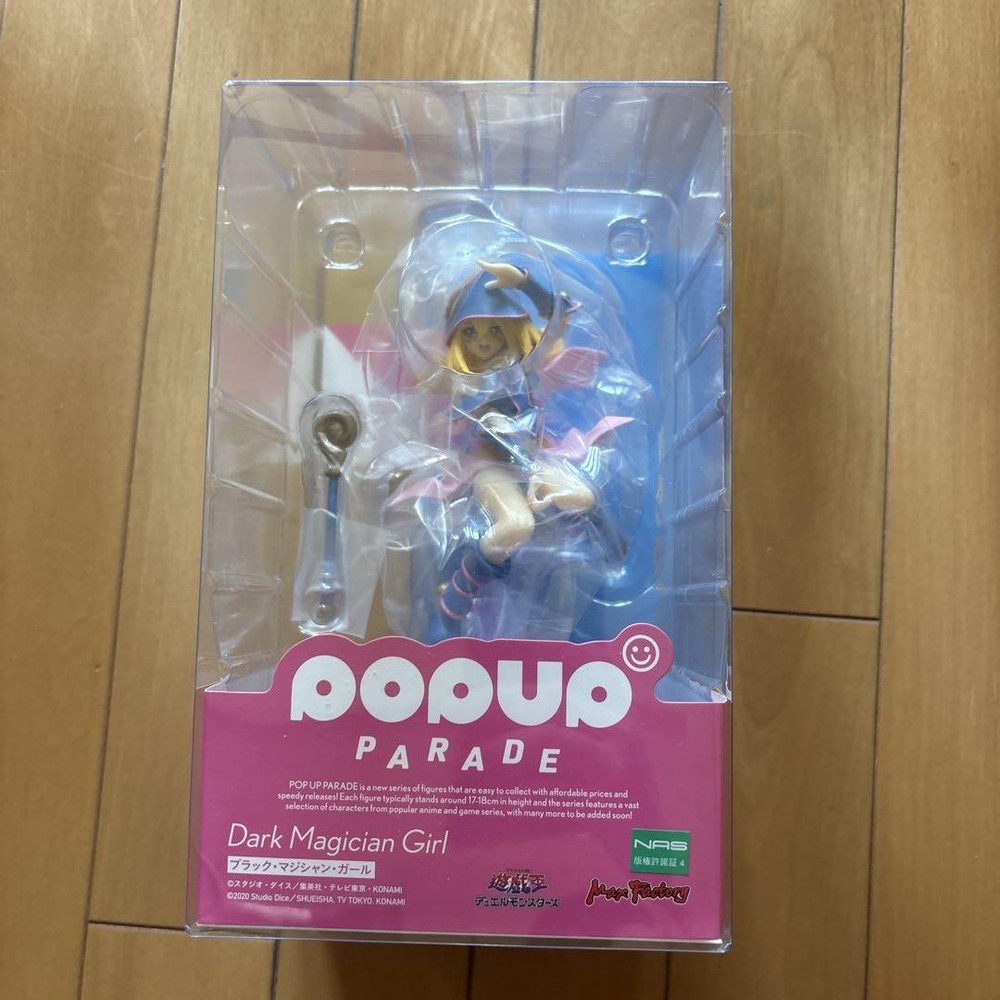 POPUP
PARADE
POP UP PARADE is a new series of figures that are easy to collect with affordable prices and
speedy releases! Each figure typically stands around 17-18cm in height and the series features a vast
selection of characters from popular anime and game series, with many more to be added soon!
Dark Magician Girl
ブラック・マジシャン・ガール
©スタジオ・ダイス/集英社・テレビ東京・KONAMI
©2020 Studio Dice/SHUEISHA, TV TOKYO, KONAMI
遊戯王
デュエルモンスターズ
NAS
版権許諾証 4
Max Factory